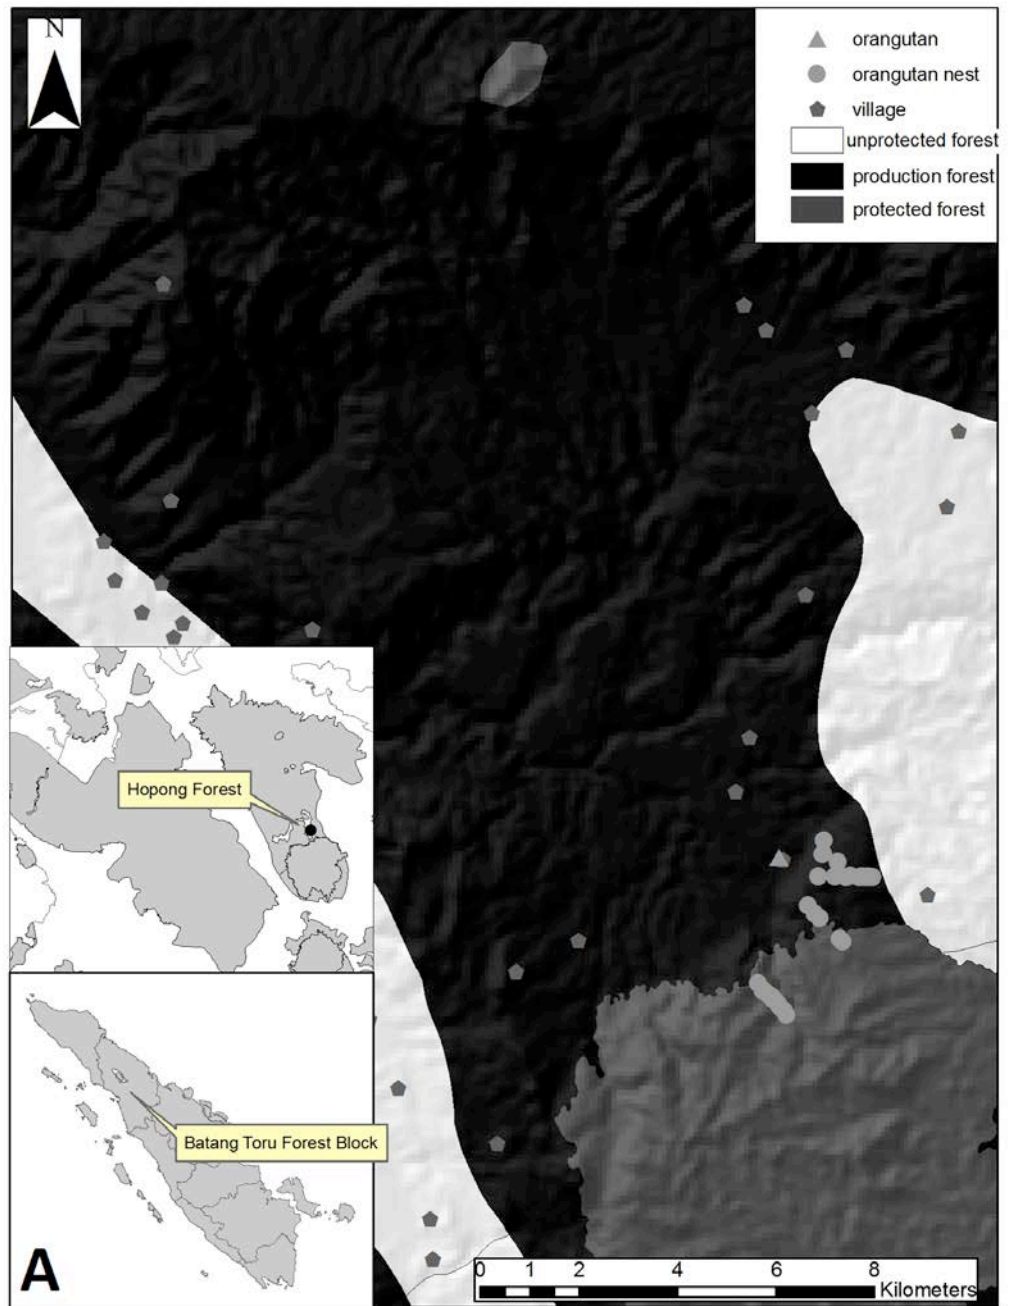 N
orangutan
orangutan nest
village
unprotected forest
production forest
protected forest
Hopong Forest
Batang Toru Forest Block
A
0 1 2 4 6 8
Kilometers